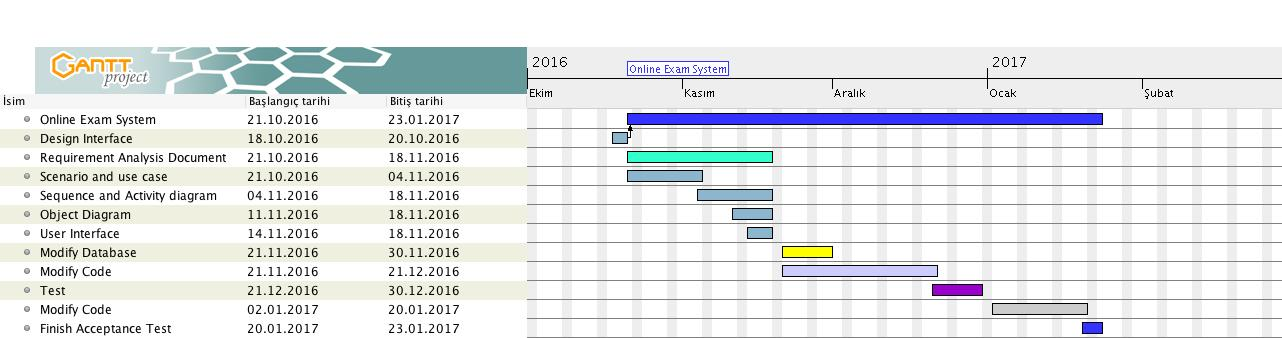 GANTT
project
2016
2017
Online Exam System
Ekim
Kasım
Aralık
Ocak
Şubat
İsim Başlangıç tarihi Bitiş tarihi
Online Exam System 21.10.2016 23.01.2017
Design Interface 18.10.2016 20.10.2016
Requirement Analysis Document 21.10.2016 18.11.2016
Scenario and use case 21.10.2016 04.11.2016
Sequence and Activity diagram 04.11.2016 18.11.2016
Object Diagram 11.11.2016 18.11.2016
User Interface 14.11.2016 18.11.2016
Modify Database 21.11.2016 30.11.2016
Modify Code 21.11.2016 21.12.2016
Test 21.12.2016 30.12.2016
Modify Code 02.01.2017 20.01.2017
Finish Acceptance Test 20.01.2017 23.01.2017